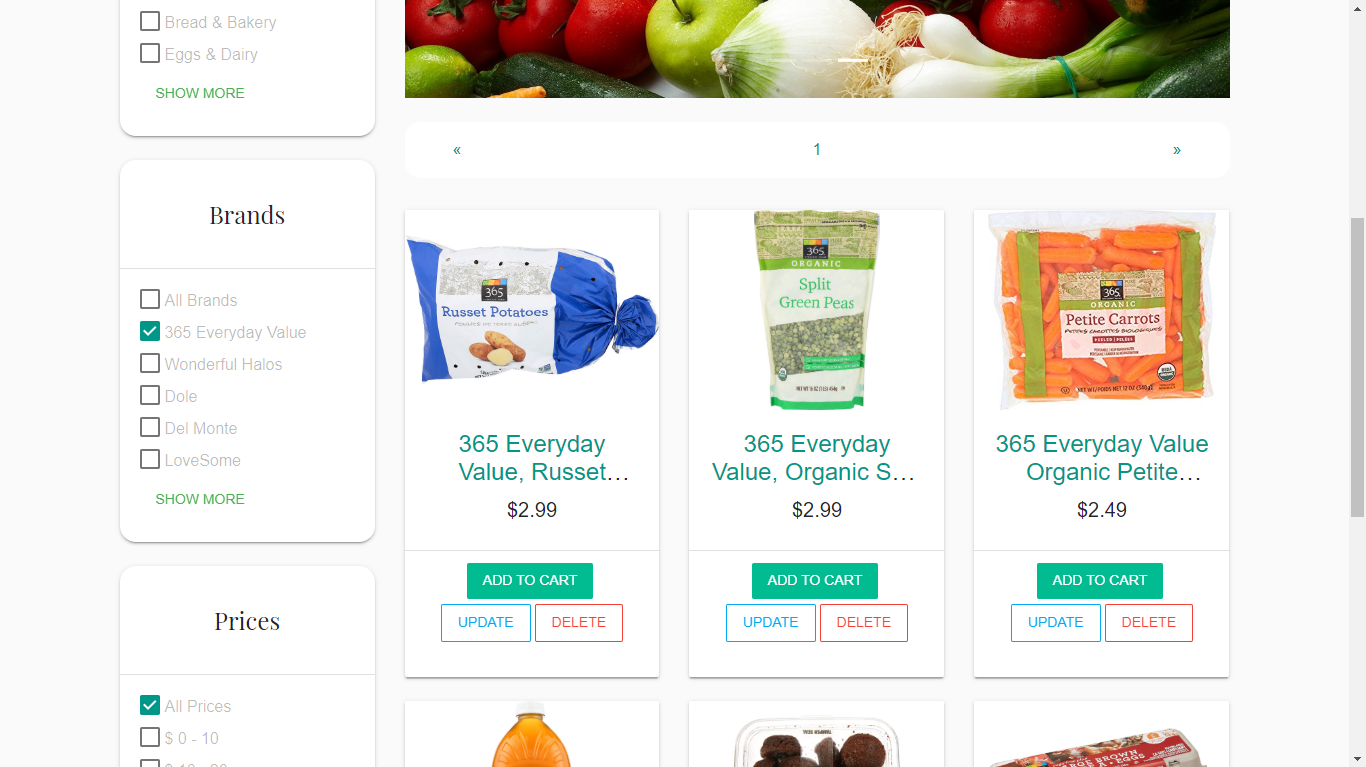 Bread & Bakery
Eggs & Dairy
SHOW MORE
Brands
All Brands
365 Everyday Value
Wonderful Halos
Dole
Del Monte
LoveSome
SHOW MORE
Prices
All Prices
$ 0 - 10
«
1
»
365
Russet Potatoes
365 Everyday
Value, Russet…
$2.99
ADD TO CART
UPDATE
DELETE
365
ORGANIC
Split
Green Peas
365 Everyday
Value, Organic S…
$2.99
ADD TO CART
UPDATE
DELETE
365
ORGANIC
Petite Carrots
365 Everyday Value
Organic Petite…
$2.49
ADD TO CART
UPDATE
DELETE